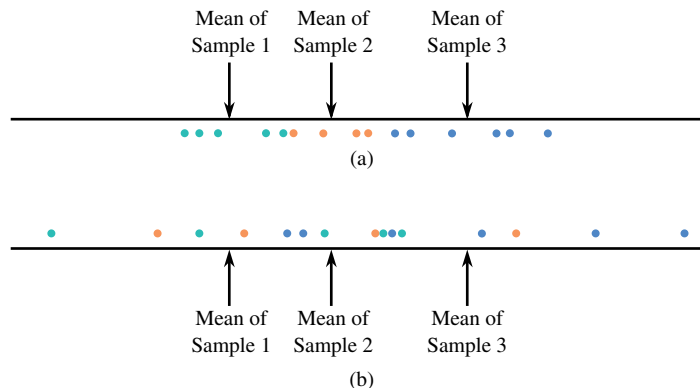 Mean of Mean of Mean of
Sample 1 Sample 2 Sample 3
(a)
Mean of Mean of Mean of
Sample 1 Sample 2 Sample 3
(b)